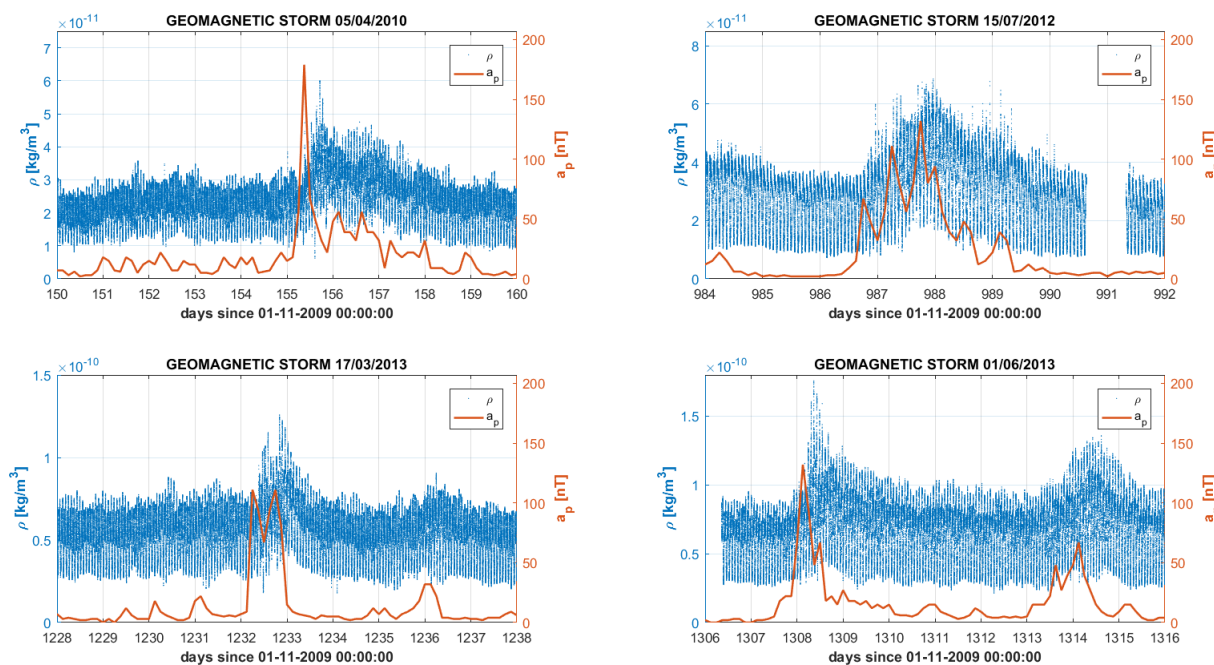 GEOMAGNETIC STORM 05/04/2010
×10⁻¹¹
7
6
5
4
3
2
1
0
ρ [kg/m³]
200
150
100
50
0
a_p [nT]
ρ
a_p
150 151 152 153 154 155 156 157 158 159 160
days since 01-11-2009 00:00:00
GEOMAGNETIC STORM 15/07/2012
×10⁻¹¹
8
6
4
2
0
ρ [kg/m³]
200
150
100
50
0
a_p [nT]
ρ
a_p
984 985 986 987 988 989 990 991 992
days since 01-11-2009 00:00:00
GEOMAGNETIC STORM 17/03/2013
×10⁻¹⁰
1.5
1
0.5
0
ρ [kg/m³]
200
150
100
50
0
a_p [nT]
ρ
a_p
1228 1229 1230 1231 1232 1233 1234 1235 1236 1237 1238
days since 01-11-2009 00:00:00
GEOMAGNETIC STORM 01/06/2013
×10⁻¹⁰
1.5
1
0.5
0
ρ [kg/m³]
200
150
100
50
0
a_p [nT]
ρ
a_p
1306 1307 1308 1309 1310 1311 1312 1313 1314 1315 1316
days since 01-11-2009 00:00:00